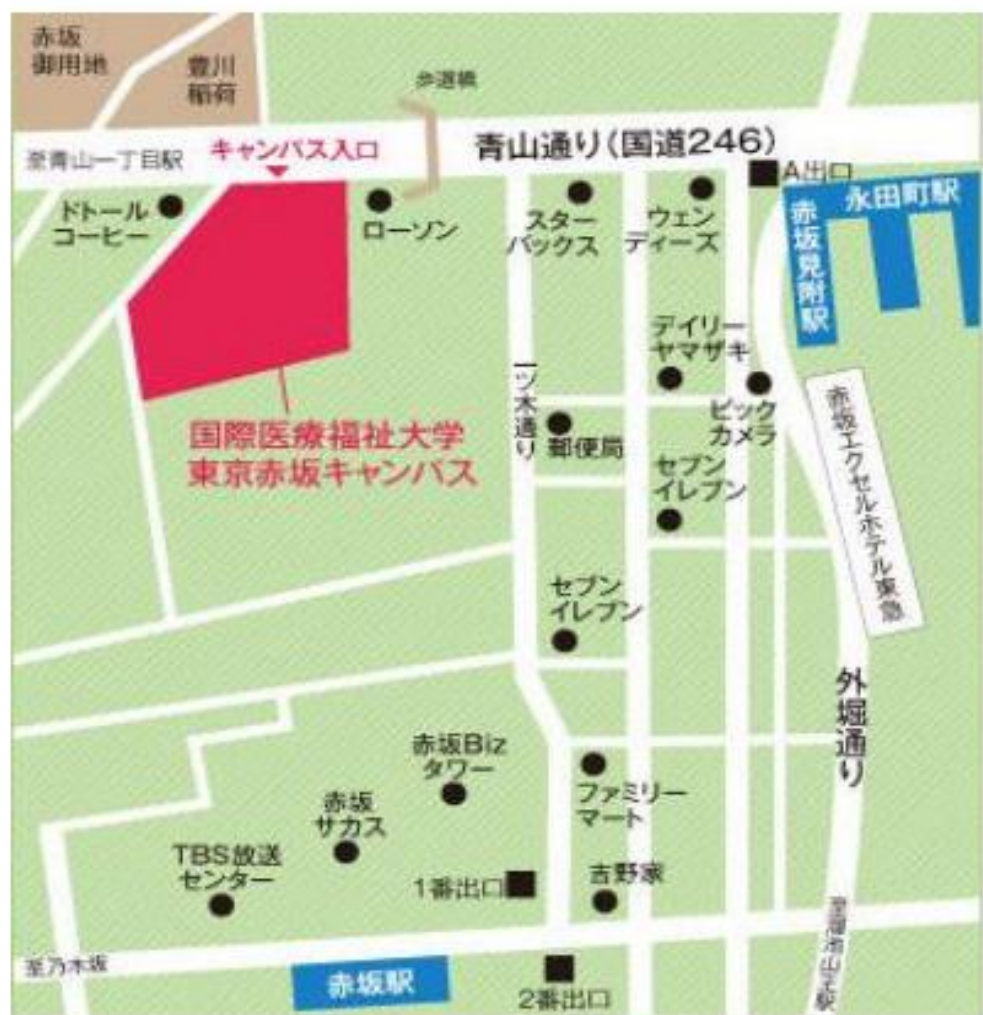 赤坂
御用地
豊川
稲荷
歩道橋
至青山一丁目駅
キャンパス入口
青山通り(国道246)
A出口
永田町駅
赤坂見附駅
ドトール
コーヒー
ローソン
スター
バックス
ウェン
ディーズ
デイリー
ヤマザキ
ビック
カメラ
一ツ木通り
郵便局
国際医療福祉大学
東京赤坂キャンパス
セブン
イレブン
赤坂エクセルホテル東急
セブン
イレブン
外堀通り
赤坂Biz
タワー
ファミリー
マート
赤坂
サカス
TBS放送
センター
1番出口
吉野家
至溜池山王駅
至乃木坂
赤坂駅
2番出口